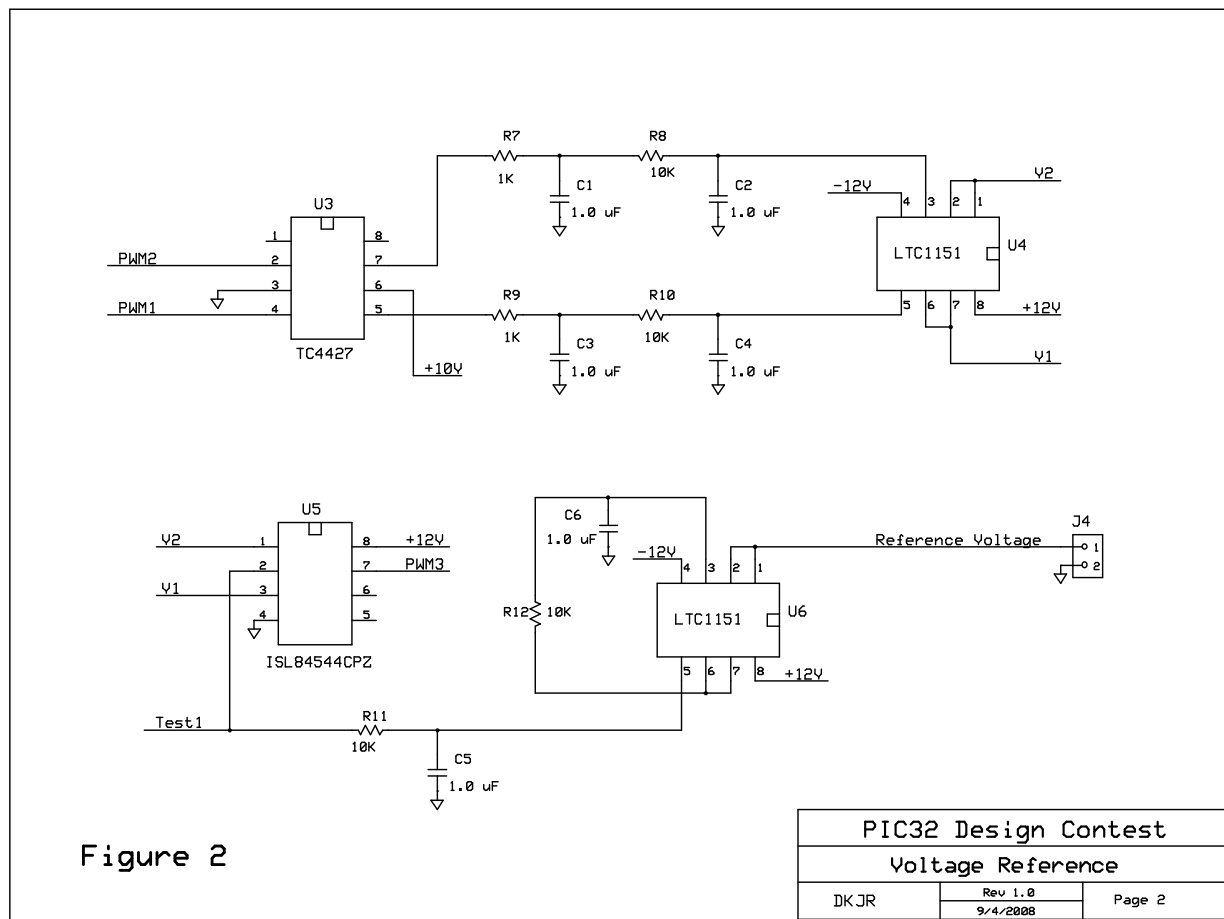 R7
1K
C1
1.0 uF
R8
10K
C2
1.0 uF
U3
1 8
PWM2 2 7
3 6
PWM1 4 5
TC4427
+10V
R9
1K
C3
1.0 uF
R10
10K
C4
1.0 uF
-12V
V2
4 3 2 1
LTC1151
U4
5 6 7 8
+12V
V1
U5
V2 1 8 +12V
2 7 PWM3
V1 3 6
4 5
ISL84544CPZ
Test1
R11
10K
C5
1.0 uF
C6
1.0 uF
R12 10K
-12V
4 3 2 1
LTC1151
U6
5 6 7 8
+12V
Reference Voltage
J4
1
2
Figure 2
PIC32 Design Contest
Voltage Reference
DKJR
Rev 1.0
9/4/2008
Page 2